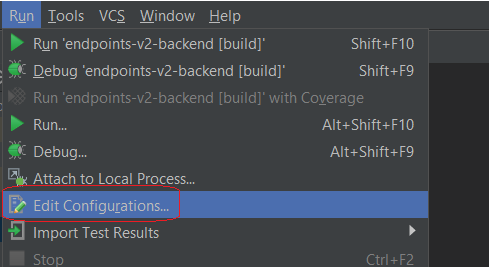 Run Tools VCS Window Help
Run 'endpoints-v2-backend [build]' Shift+F10
Debug 'endpoints-v2-backend [build]' Shift+F9
Run 'endpoints-v2-backend [build]' with Coverage
Run... Alt+Shift+F10
Debug... Alt+Shift+F9
Attach to Local Process...
Edit Configurations...
Import Test Results
Stop Ctrl+F2